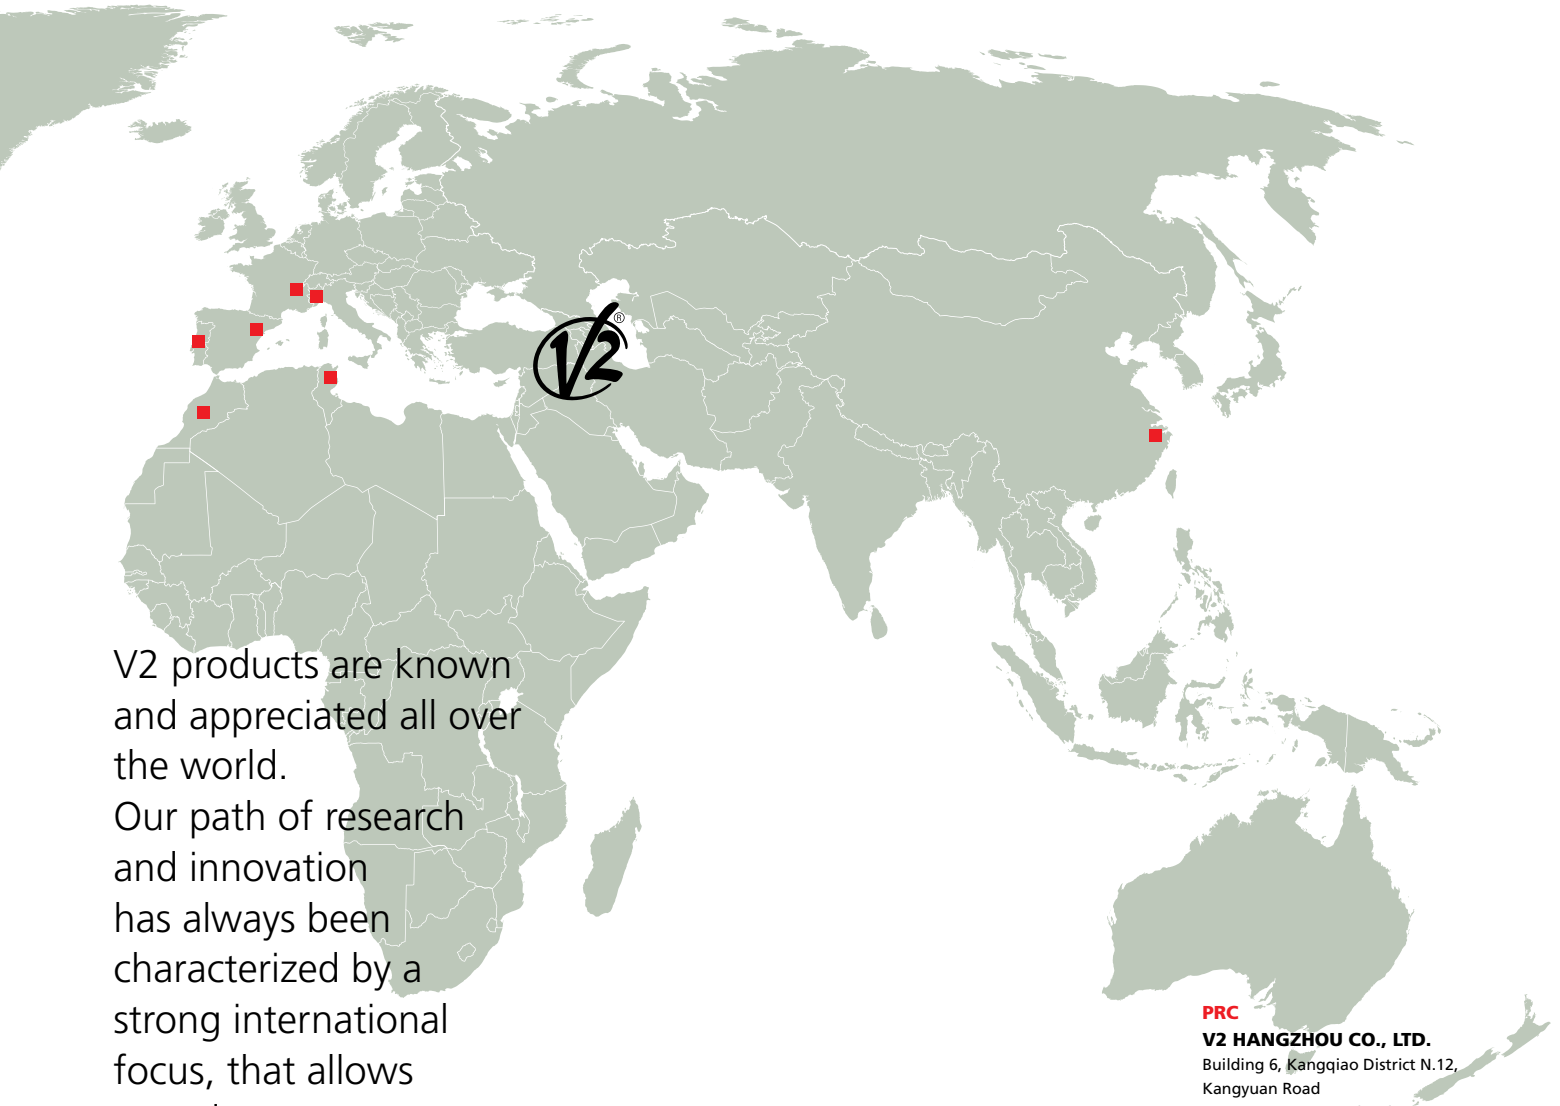 V2®
V2 products are known
and appreciated all over
the world.
Our path of research
and innovation
has always been
characterized by a
strong international
focus, that allows
PRC
V2 HANGZHOU CO., LTD.
Building 6, Kangqiao District N.12,
Kangyuan Road